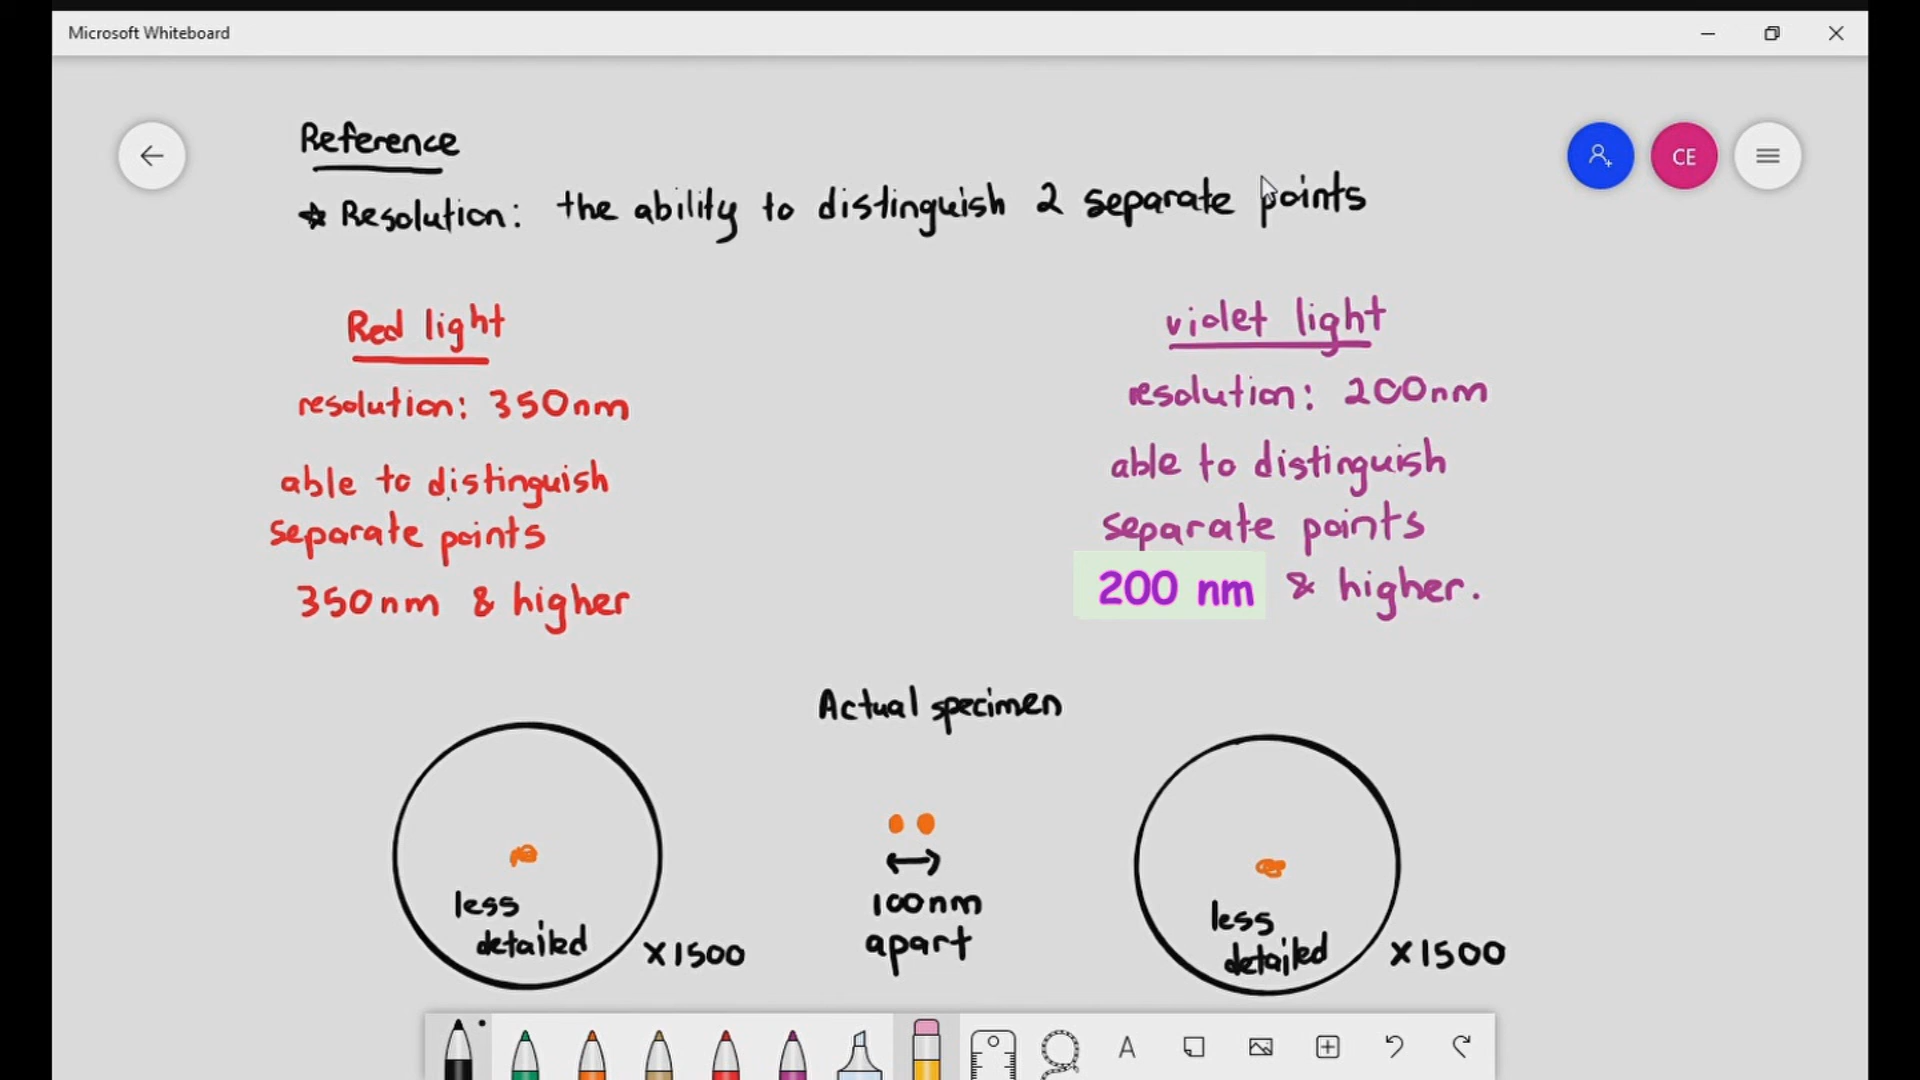 Microsoft Whiteboard
Reference
CE
☆ Resolution: the ability to distinguish 2 separate points
Red light
resolution: 350nm
able to distinguish
separate points
350nm & higher
violet light
resolution: 200nm
able to distinguish
separate points
200 nm & higher.
Actual specimen
less
detailed
x1500
100nm
apart
less
detailed
x1500
A